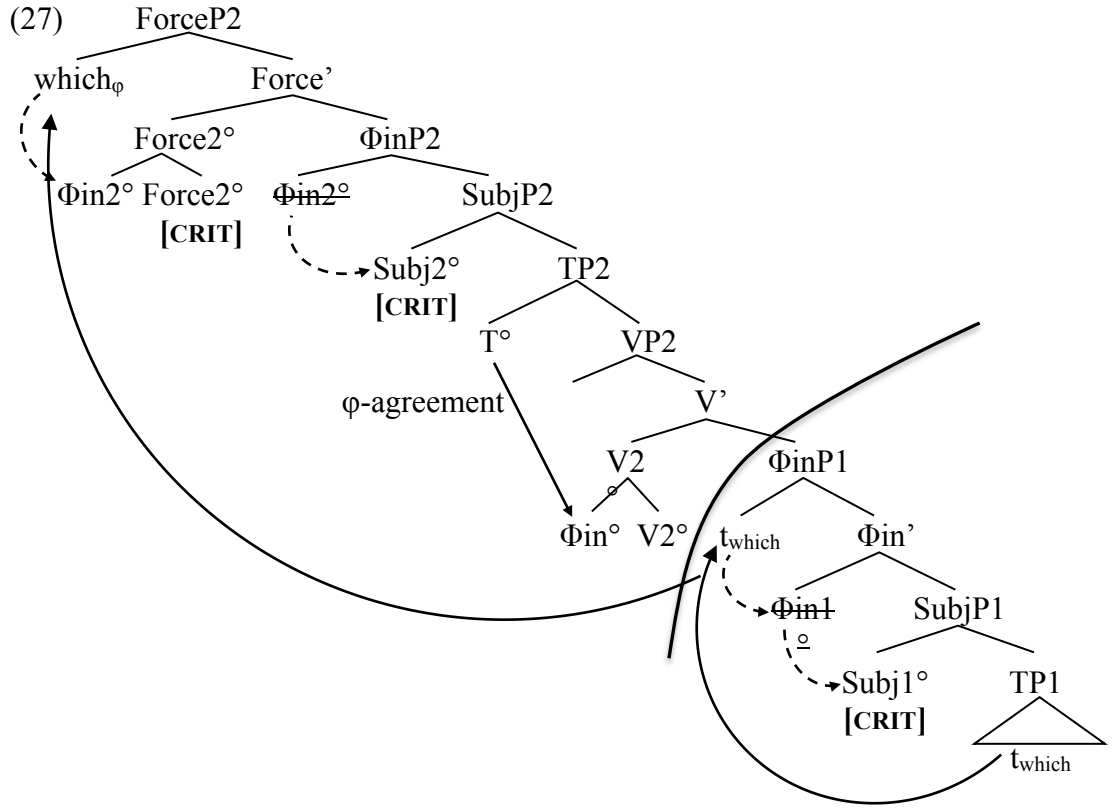 (27) ForceP2
which_φ Force’
Force2° ΦinP2
Φin2° Force2° Φin2° SubjP2
[CRIT]
Subj2° TP2
[CRIT]
T° VP2
φ-agreement V’
V2 ΦinP1
°
Φin° V2° t_which Φin’
Φin1 SubjP1
°
Subj1° TP1
[CRIT]
t_which